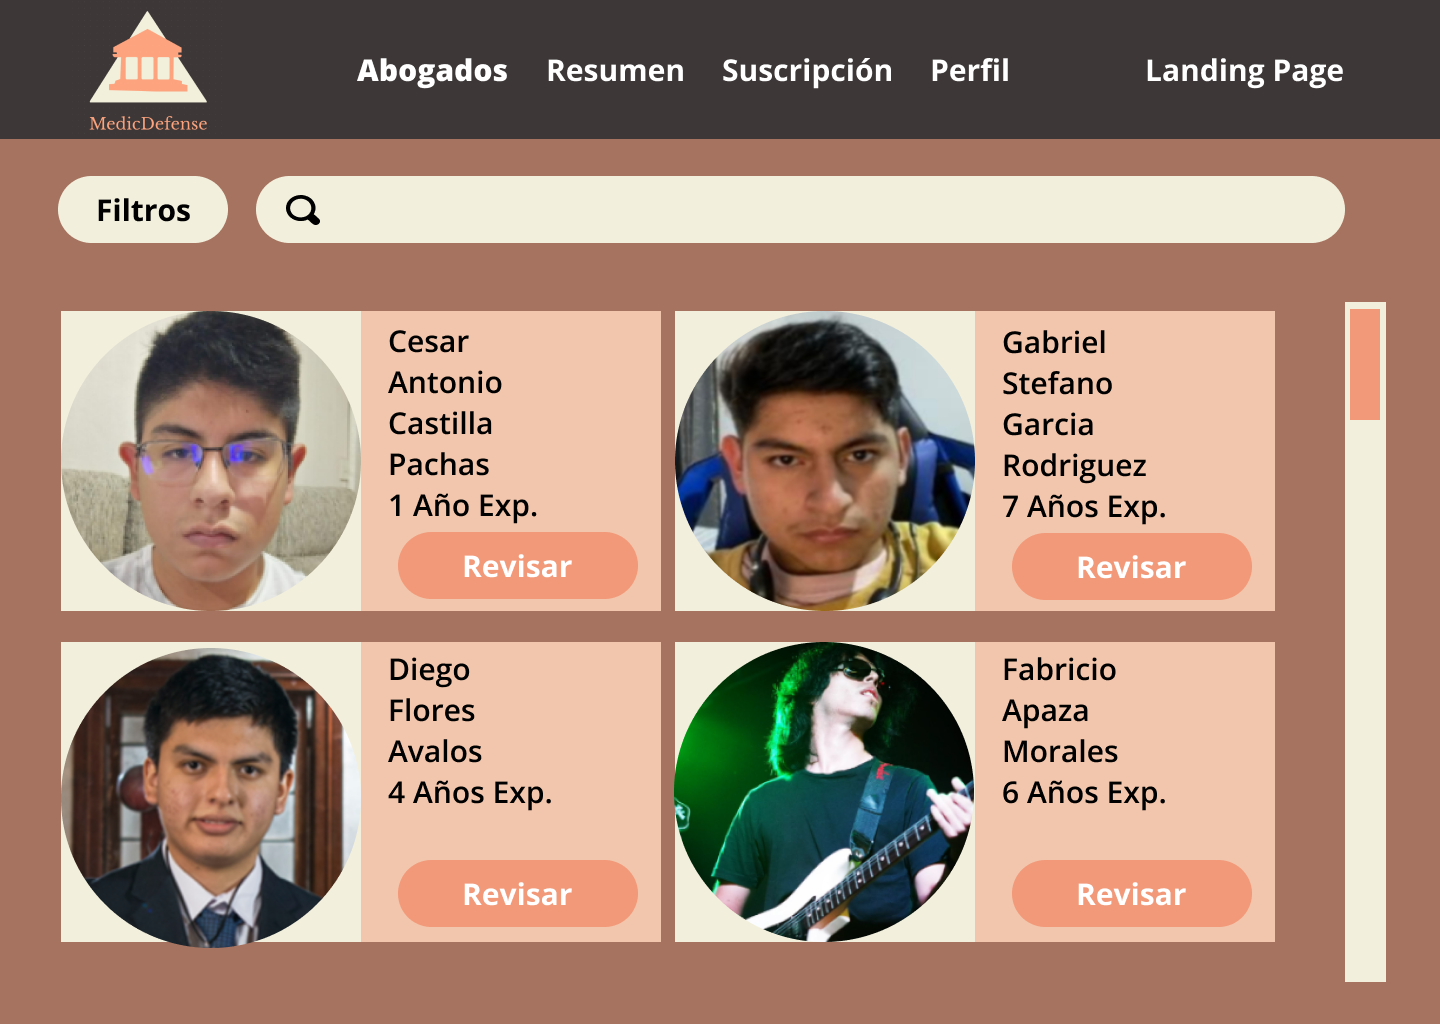 MedicDefense
Abogados
Resumen
Suscripción
Perfil
Landing Page
Filtros
Cesar
Antonio
Castilla
Pachas
1 Año Exp.
Revisar
Gabriel
Stefano
Garcia
Rodriguez
7 Años Exp.
Revisar
Diego
Flores
Avalos
4 Años Exp.
Revisar
Fabricio
Apaza
Morales
6 Años Exp.
Revisar